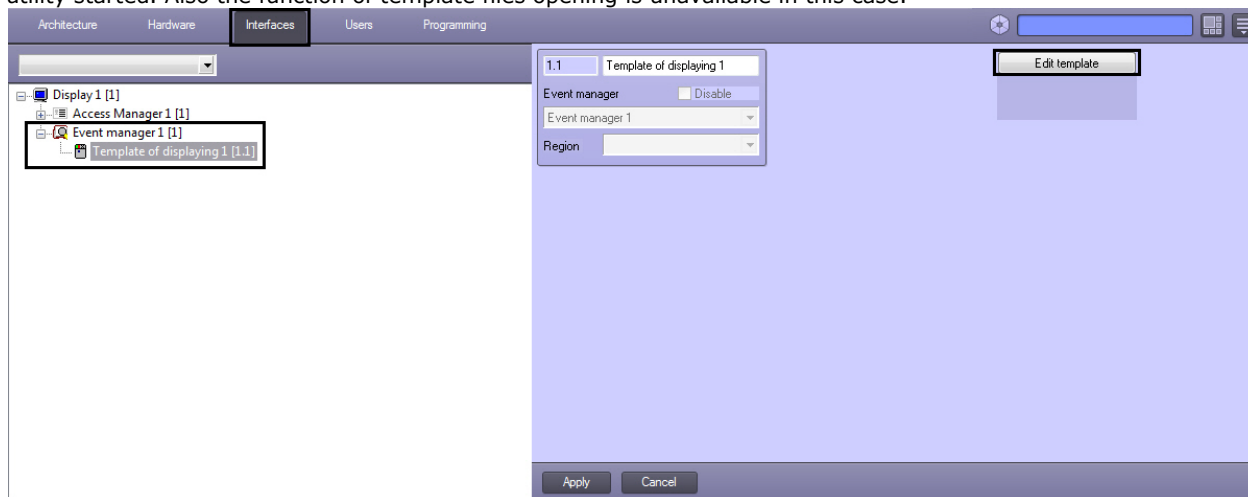 utility started. Also the function of template files opening is unavailable in this case.
Architecture Hardware Interfaces Users Programming
1.1 Template of displaying 1
Edit template
Event manager Disable
Event manager 1
Region
Display 1 [1]
Access Manager 1 [1]
Event manager 1 [1]
Template of displaying 1 [1.1]
Apply Cancel